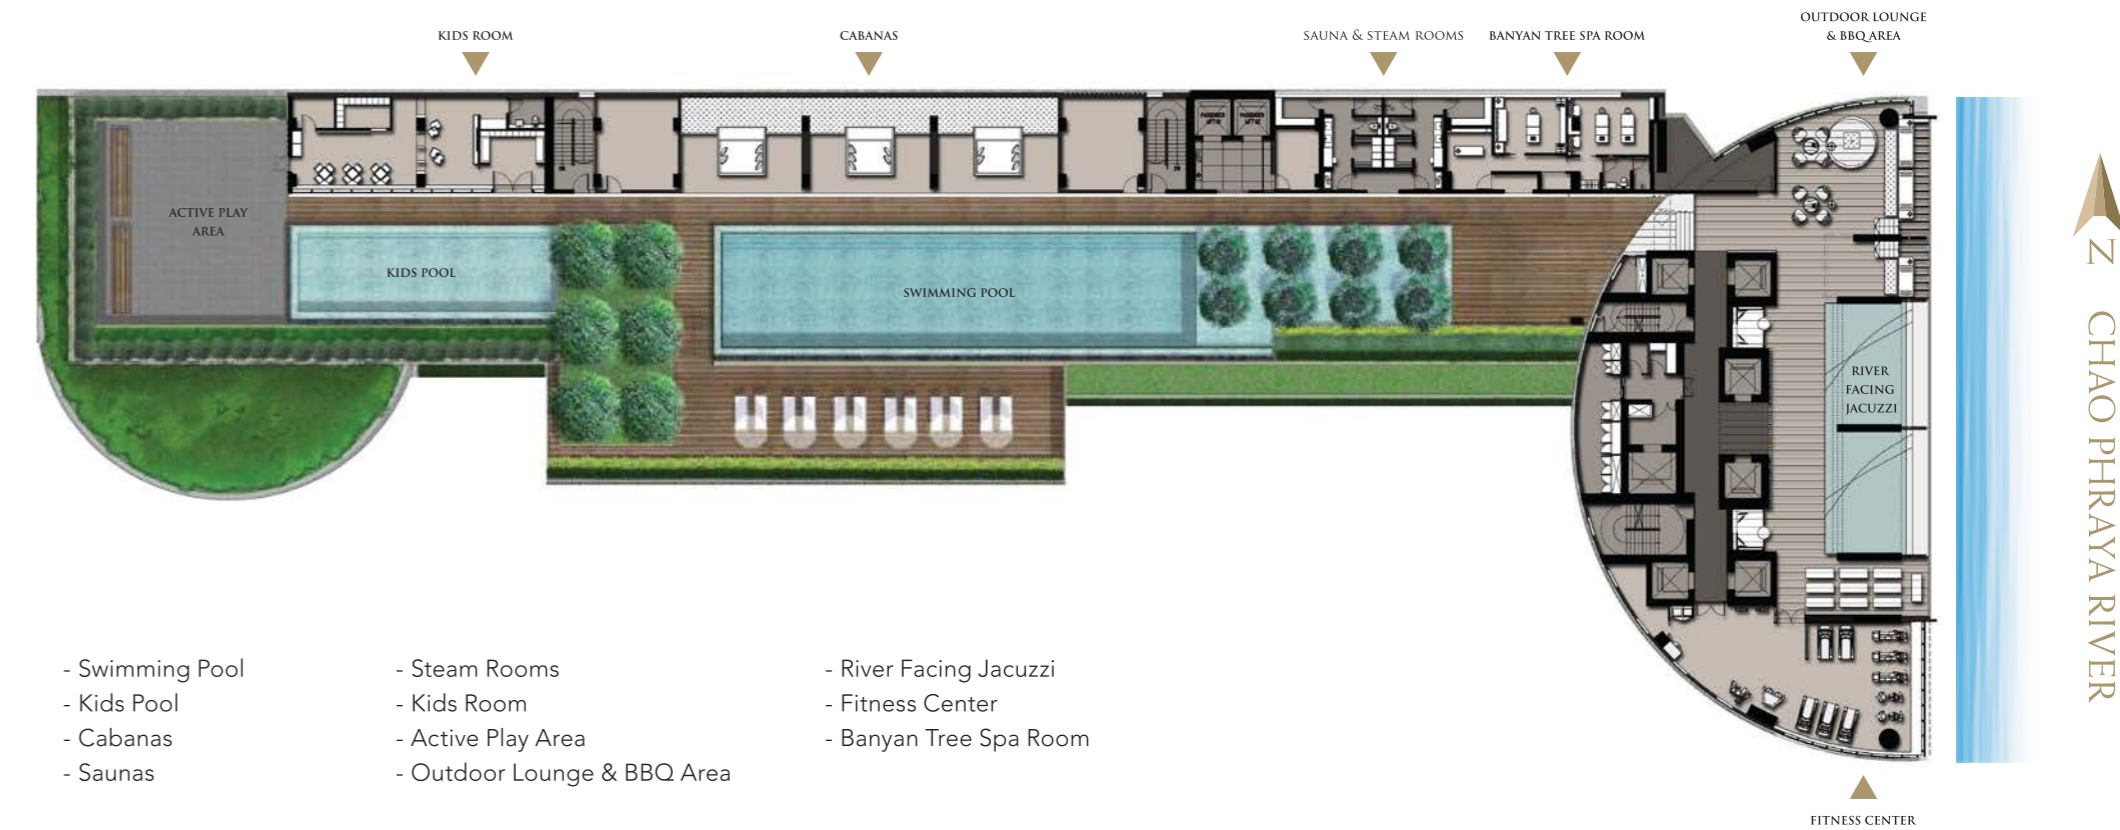 OUTDOOR LOUNGE
& BBQ AREA
KIDS ROOM
CABANAS
SAUNA & STEAM ROOMS
BANYAN TREE SPA ROOM
PASSENGER
PASSENGER
ACTIVE PLAY
AREA
KIDS POOL
SWIMMING POOL
RIVER
FACING
JACUZZI
N
CHAO PHRAYA RIVER
- Swimming Pool
- Kids Pool
- Cabanas
- Saunas
- Steam Rooms
- Kids Room
- Active Play Area
- Outdoor Lounge & BBQ Area
- River Facing Jacuzzi
- Fitness Center
- Banyan Tree Spa Room
FITNESS CENTER